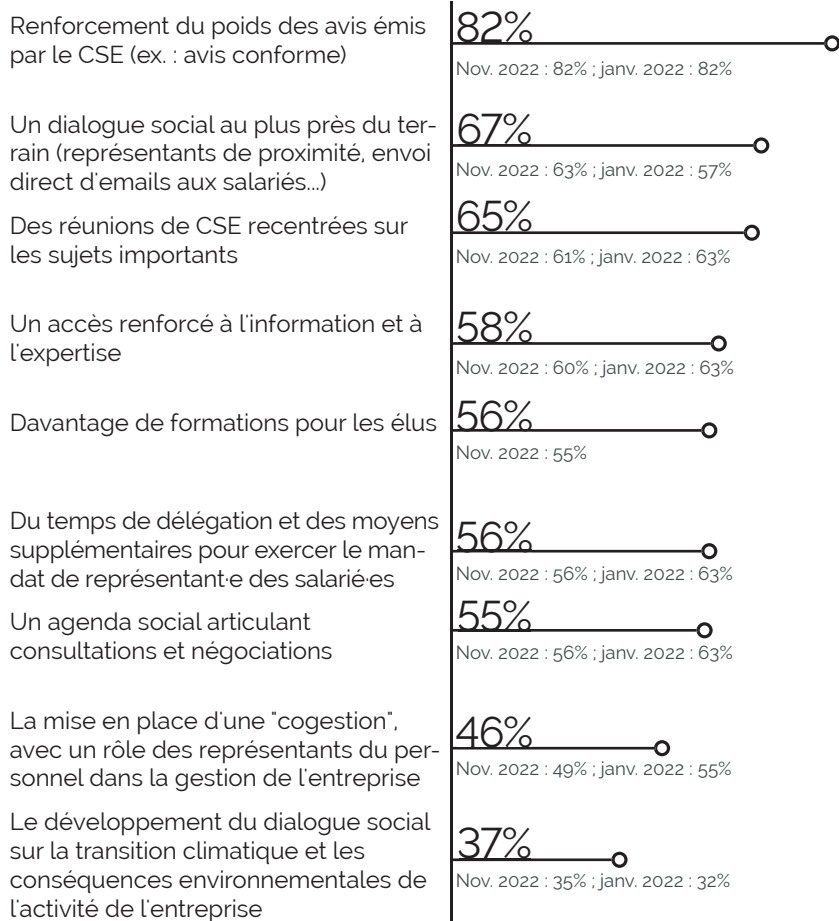 Renforcement du poids des avis émis
par le CSE (ex. : avis conforme)
82%
Nov. 2022 : 82% ; janv. 2022 : 82%
Un dialogue social au plus près du ter-
rain (représentants de proximité, envoi
direct d'emails aux salariés...)
67%
Nov. 2022 : 63% ; janv. 2022 : 57%
Des réunions de CSE recentrées sur
les sujets importants
65%
Nov. 2022 : 61% ; janv. 2022 : 63%
Un accès renforcé à l'information et à
l'expertise
58%
Nov. 2022 : 60% ; janv. 2022 : 63%
Davantage de formations pour les élus
56%
Nov. 2022 : 55%
Du temps de délégation et des moyens
supplémentaires pour exercer le man-
dat de représentant·e des salarié·es
56%
Nov. 2022 : 56% ; janv. 2022 : 63%
Un agenda social articulant
consultations et négociations
55%
Nov. 2022 : 56% ; janv. 2022 : 63%
La mise en place d'une "cogestion",
avec un rôle des représentants du per-
sonnel dans la gestion de l'entreprise
46%
Nov. 2022 : 49% ; janv. 2022 : 55%
Le développement du dialogue social
sur la transition climatique et les
conséquences environnementales de
l'activité de l'entreprise
37%
Nov. 2022 : 35% ; janv. 2022 : 32%